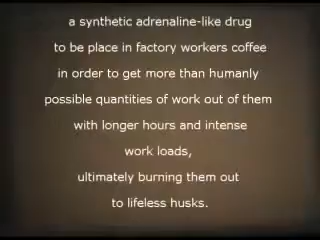 a synthetic adrenaline-like drug
to be place in factory workers coffee
in order to get more than humanly
possible quantities of work out of them
with longer hours and intense
work loads,
ultimately burning them out
to lifeless husks.